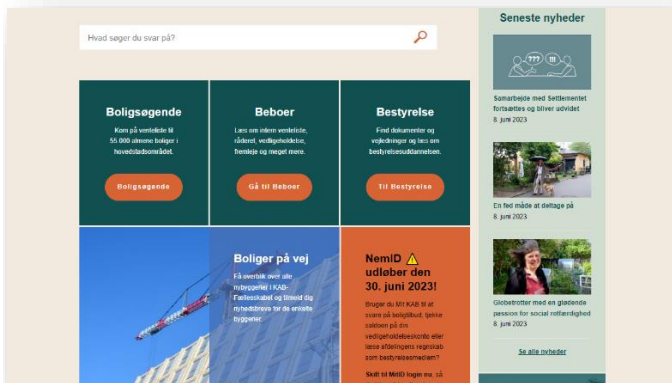 Hvad søger du svar på?
Boligsøgende
Kom på venteliste til
55.000 almene boliger i
hovedstadsområdet.
Boligsøgende
Beboer
Læs om intern venteliste,
råderet, vedligeholdelse,
fremleje og meget mere.
Gå til Beboer
Bestyrelse
Find dokumenter og
vejledninger og læs om
bestyrelsesuddannelsen.
Til Bestyrelse
Boliger på vej
Få overblik over alle
nybyggerier i KAB-
Fællesskabet og tilmeld dig
nyhedsbreve for de enkelte
byggerier.
NemID
udløber den
30. juni 2023!
Bruger du Mit KAB til at
svare på boligtilbud, tjekke
saldoen på din
vedligeholdelseskonto eller
læse afdelingens regnskab
som bestyrelsesmedlem?
Skift til MitID login nu, så
Seneste nyheder
??? !!!
Samarbejde med Settlementet
fortsættes og bliver udvidet
8. juni 2023
En fed måde at deltage på
8. juni 2023
Globetrotter med en glødende
passion for social retfærdighed
8. juni 2023
Se alle nyheder